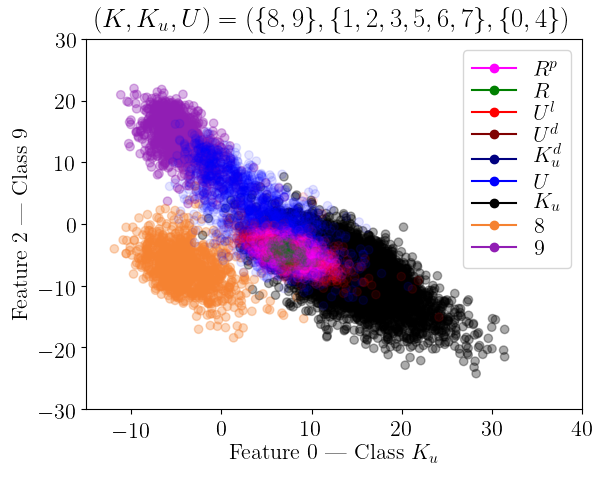 (K, K_u, U) = ({8, 9}, {1, 2, 3, 5, 6, 7}, {0, 4})
30
20
10
0
−10
−20
−30
Feature 2 — Class 9
−10
0
10
20
30
40
Feature 0 — Class K_u
R^p
R
U^l
U^d
K_u^d
U
K_u
8
9